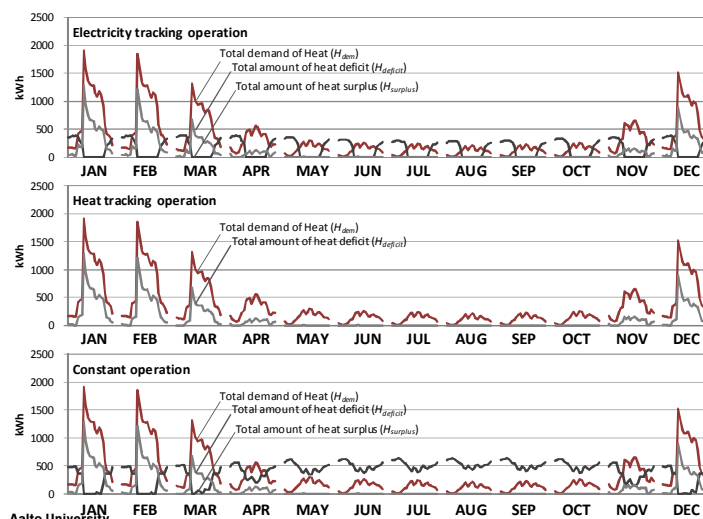 2500
Electricity tracking operation
2000
Total demand of Heat (Hdem)
Total amount of heat deficit (Hdeficit)
1500
Total amount of heat surplus (Hsurplus)
kWh
1000
500
0
JAN FEB MAR APR MAY JUN JUL AUG SEP OCT NOV DEC
2500
Heat tracking operation
2000
Total demand of Heat (Hdem)
1500
Total amount of heat deficit (Hdeficit)
kWh
1000
500
0
JAN FEB MAR APR MAY JUN JUL AUG SEP OCT NOV DEC
2500
Constant operation
2000
Total demand of Heat (Hdem)
Total amount of heat deficit (Hdeficit)
1500
Total amount of heat surplus (Hsurplus)
kWh
1000
500
0
JAN FEB MAR APR MAY JUN JUL AUG SEP OCT NOV DEC
Aalto University